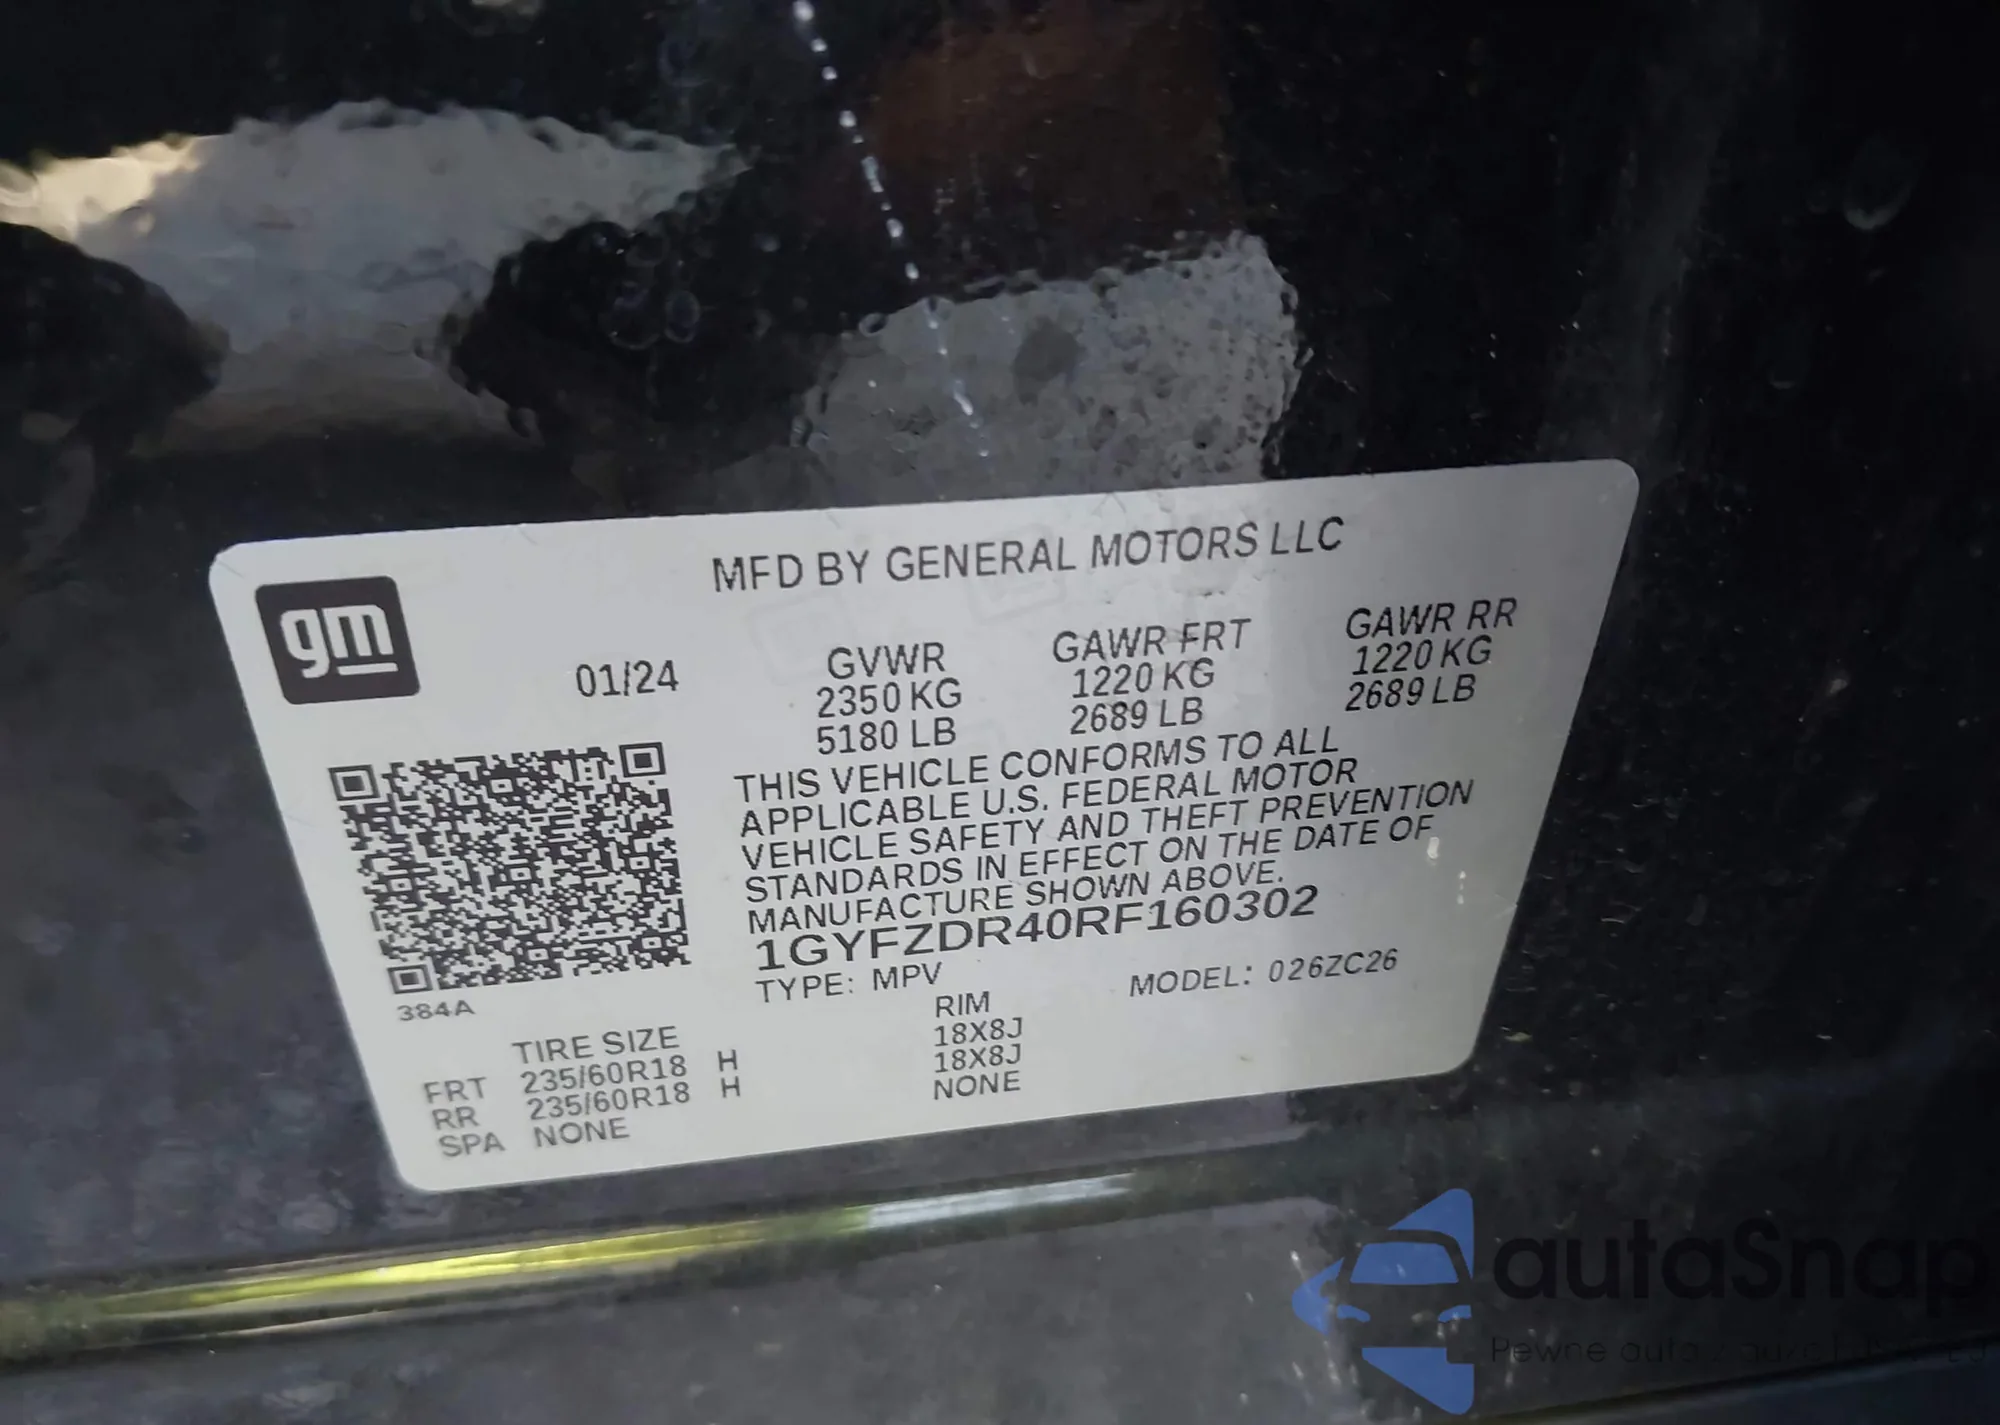 MFD BY GENERAL MOTORS LLC
gm
01/24
GVWR
2350 KG
5180 LB
GAWR FRT
1220 KG
2689 LB
GAWR RR
1220 KG
2689 LB
THIS VEHICLE CONFORMS TO ALL
APPLICABLE U.S. FEDERAL MOTOR
VEHICLE SAFETY AND THEFT PREVENTION
STANDARDS IN EFFECT ON THE DATE OF
MANUFACTURE SHOWN ABOVE.
1GYFZDR40RF160302
TYPE: MPV
MODEL: 026ZC26
384A
TIRE SIZE RIM
FRT 235/60R18 H 18X8J
RR 235/60R18 H 18X8J
SPA NONE NONE
autaSnap
Pewne auto